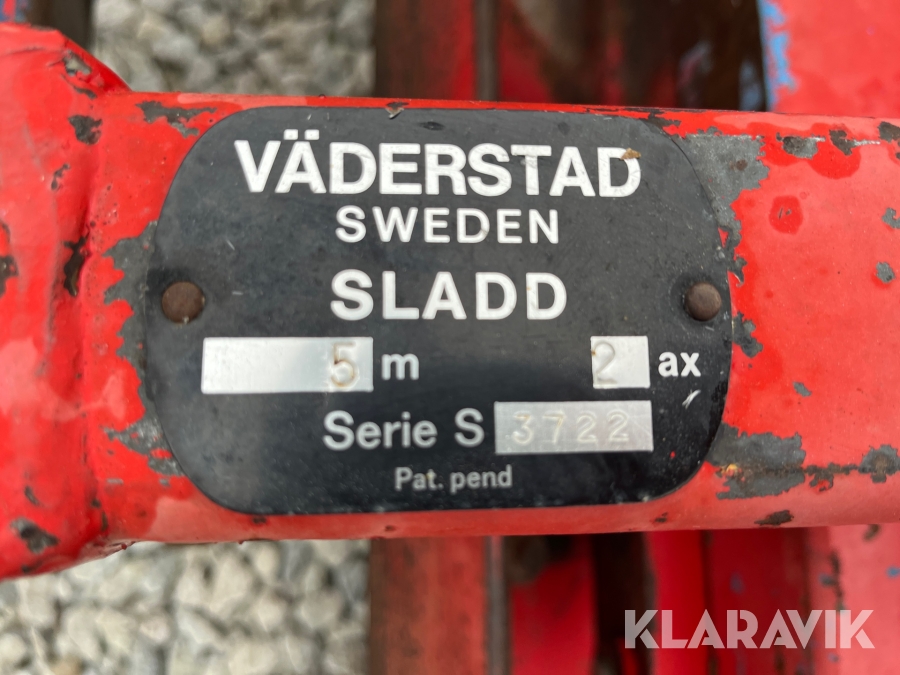 VÄDERSTAD
SWEDEN
SLADD
5 m 2 ax
Serie S 3722
Pat. pend
KLARAVIK